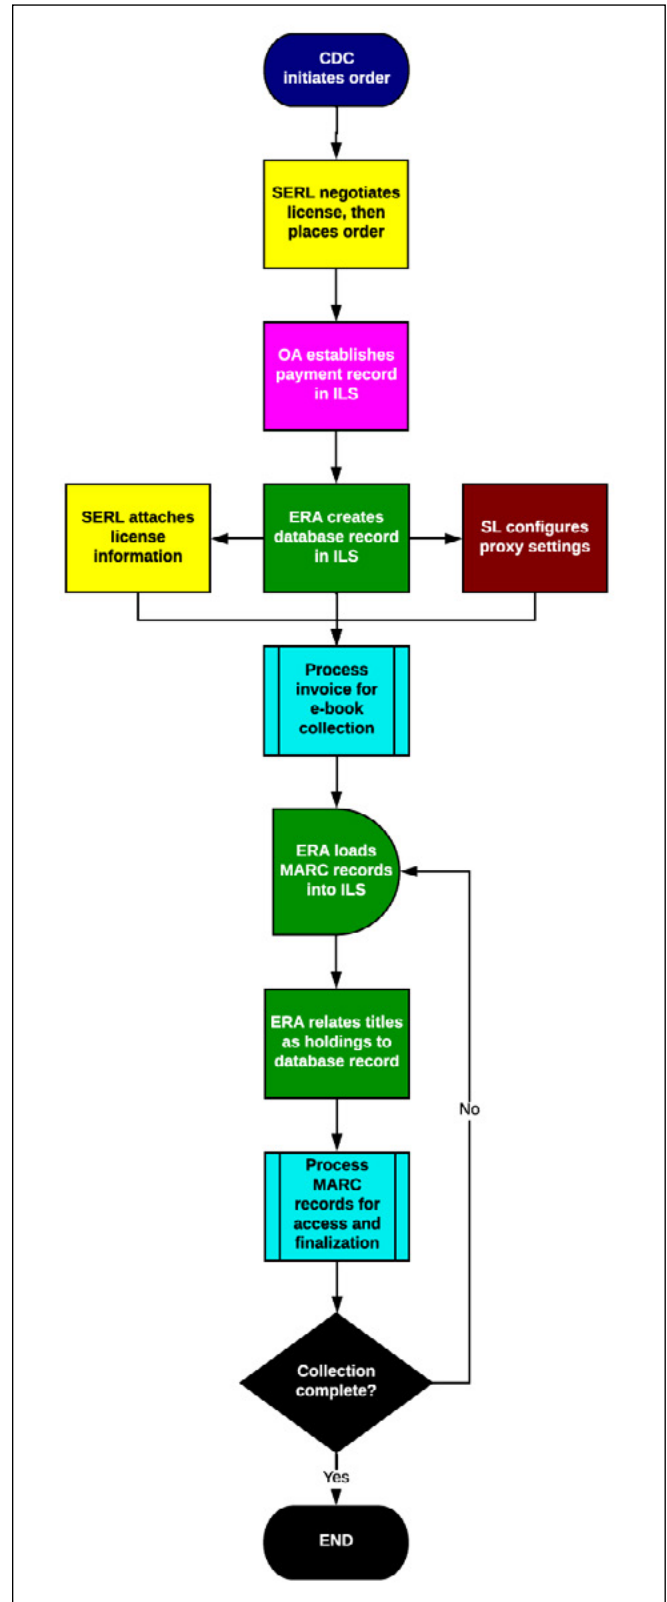 CDC
initiates order
SERL negotiates
license, then
places order
OA establishes
payment record
in ILS
SERL attaches
license
information
ERA creates
database record
in ILS
SL configures
proxy settings
Process
invoice for
e-book
collection
ERA loads
MARC records
into ILS
ERA relates titles
as holdings to
database record
No
Process
MARC
records for
access and
finalization
Collection
complete?
Yes
END